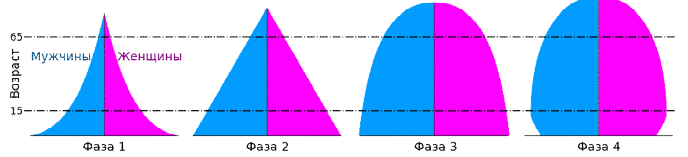 Возраст
65
15
Мужчины
Женщины
Фаза 1
Фаза 2
Фаза 3
Фаза 4